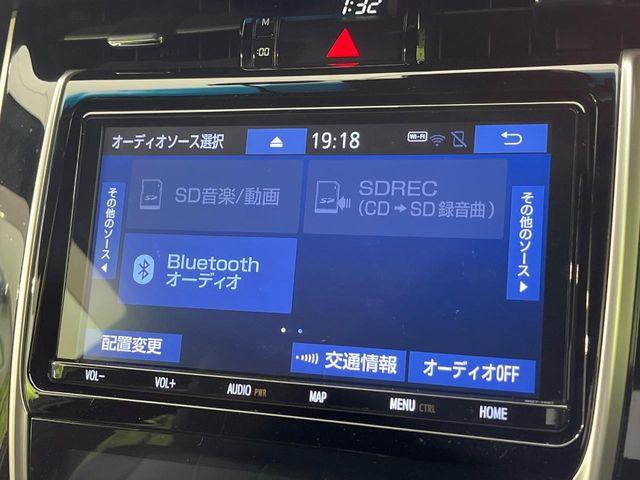 1:32
M
:00
オーディオソース選択
19:18
Wi-Fi
SD音楽/動画
SDREC
(CD→SD録音曲)
その他のソース
その他のソース
Bluetooth
オーディオ
配置変更
交通情報
オーディオOFF
VOL−
VOL+
AUDIO PWR
MAP
MENU CTRL
HOME